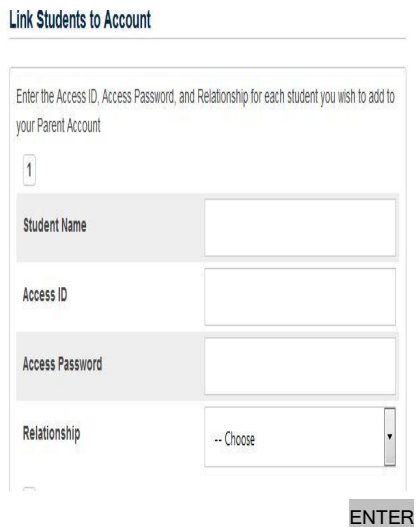 Link Students to Account
Enter the Access ID, Access Password, and Relationship for each student you wish to add to
your Parent Account
1
Student Name
Access ID
Access Password
Relationship
-- Choose
ENTER